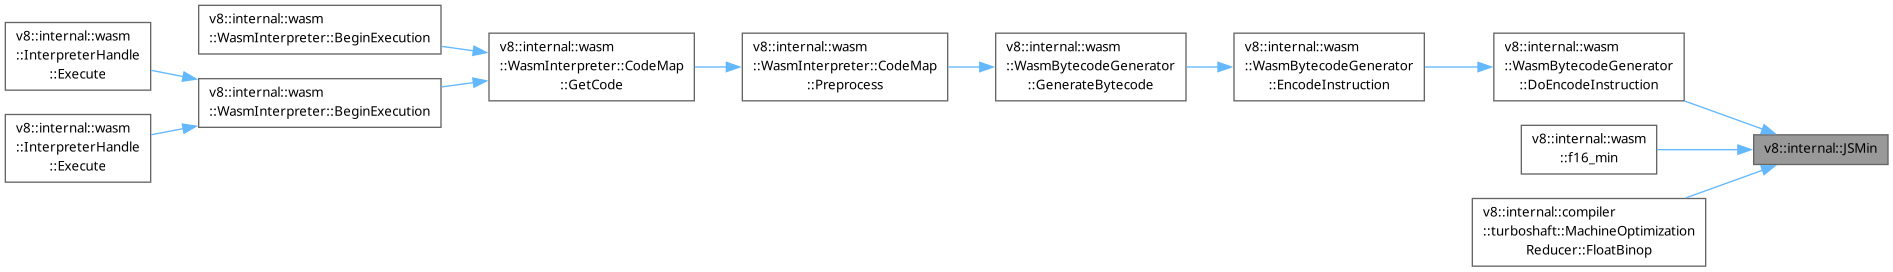 v8::internal::wasm
::InterpreterHandle
::Execute
v8::internal::wasm
::InterpreterHandle
::Execute
v8::internal::wasm
::WasmInterpreter::BeginExecution
v8::internal::wasm
::WasmInterpreter::BeginExecution
v8::internal::wasm
::WasmInterpreter::CodeMap
::GetCode
v8::internal::wasm
::WasmInterpreter::CodeMap
::Preprocess
v8::internal::wasm
::WasmBytecodeGenerator
::GenerateBytecode
v8::internal::wasm
::WasmBytecodeGenerator
::EncodeInstruction
v8::internal::wasm
::WasmBytecodeGenerator
::DoEncodeInstruction
v8::internal::wasm
::f16_min
v8::internal::compiler
::turboshaft::MachineOptimization
Reducer::FloatBinop
v8::internal::JSMin